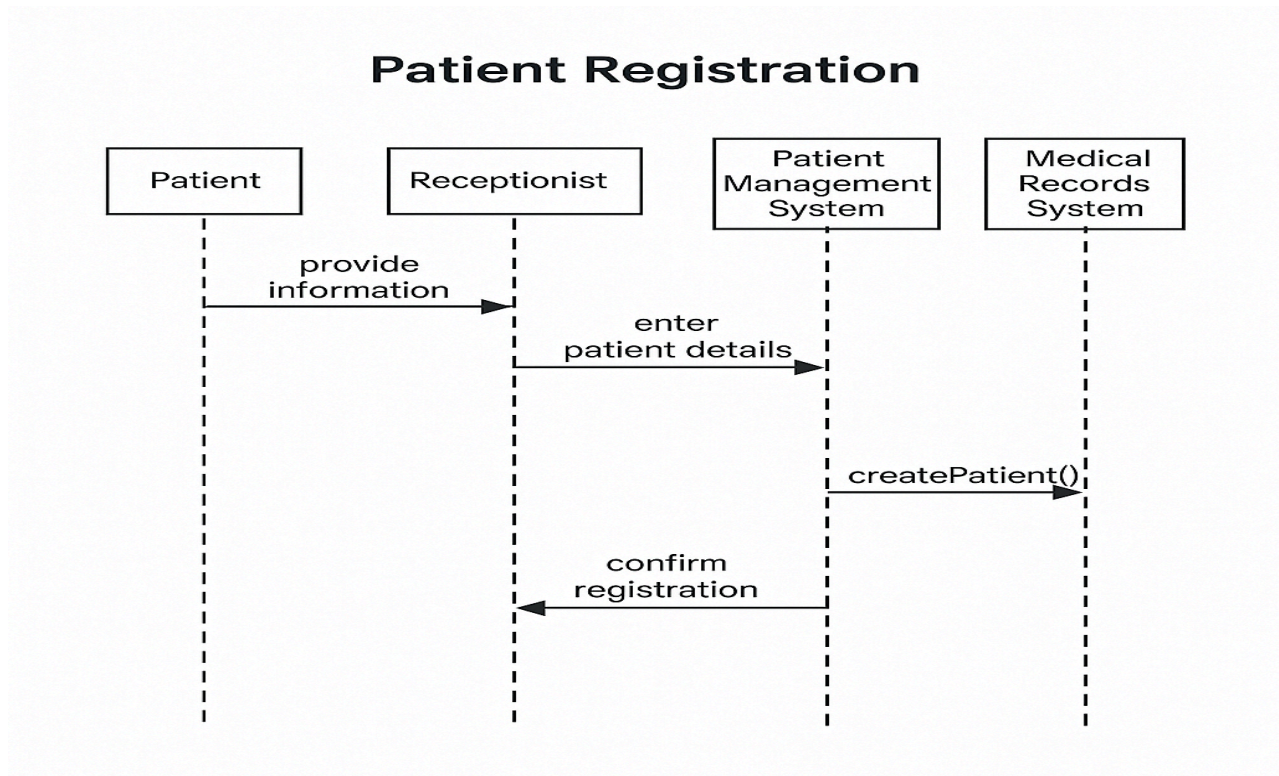 Patient Registration
Patient
Receptionist
Patient
Management
System
Medical
Records
System
provide
information
enter
patient details
createPatient()
confirm
registration